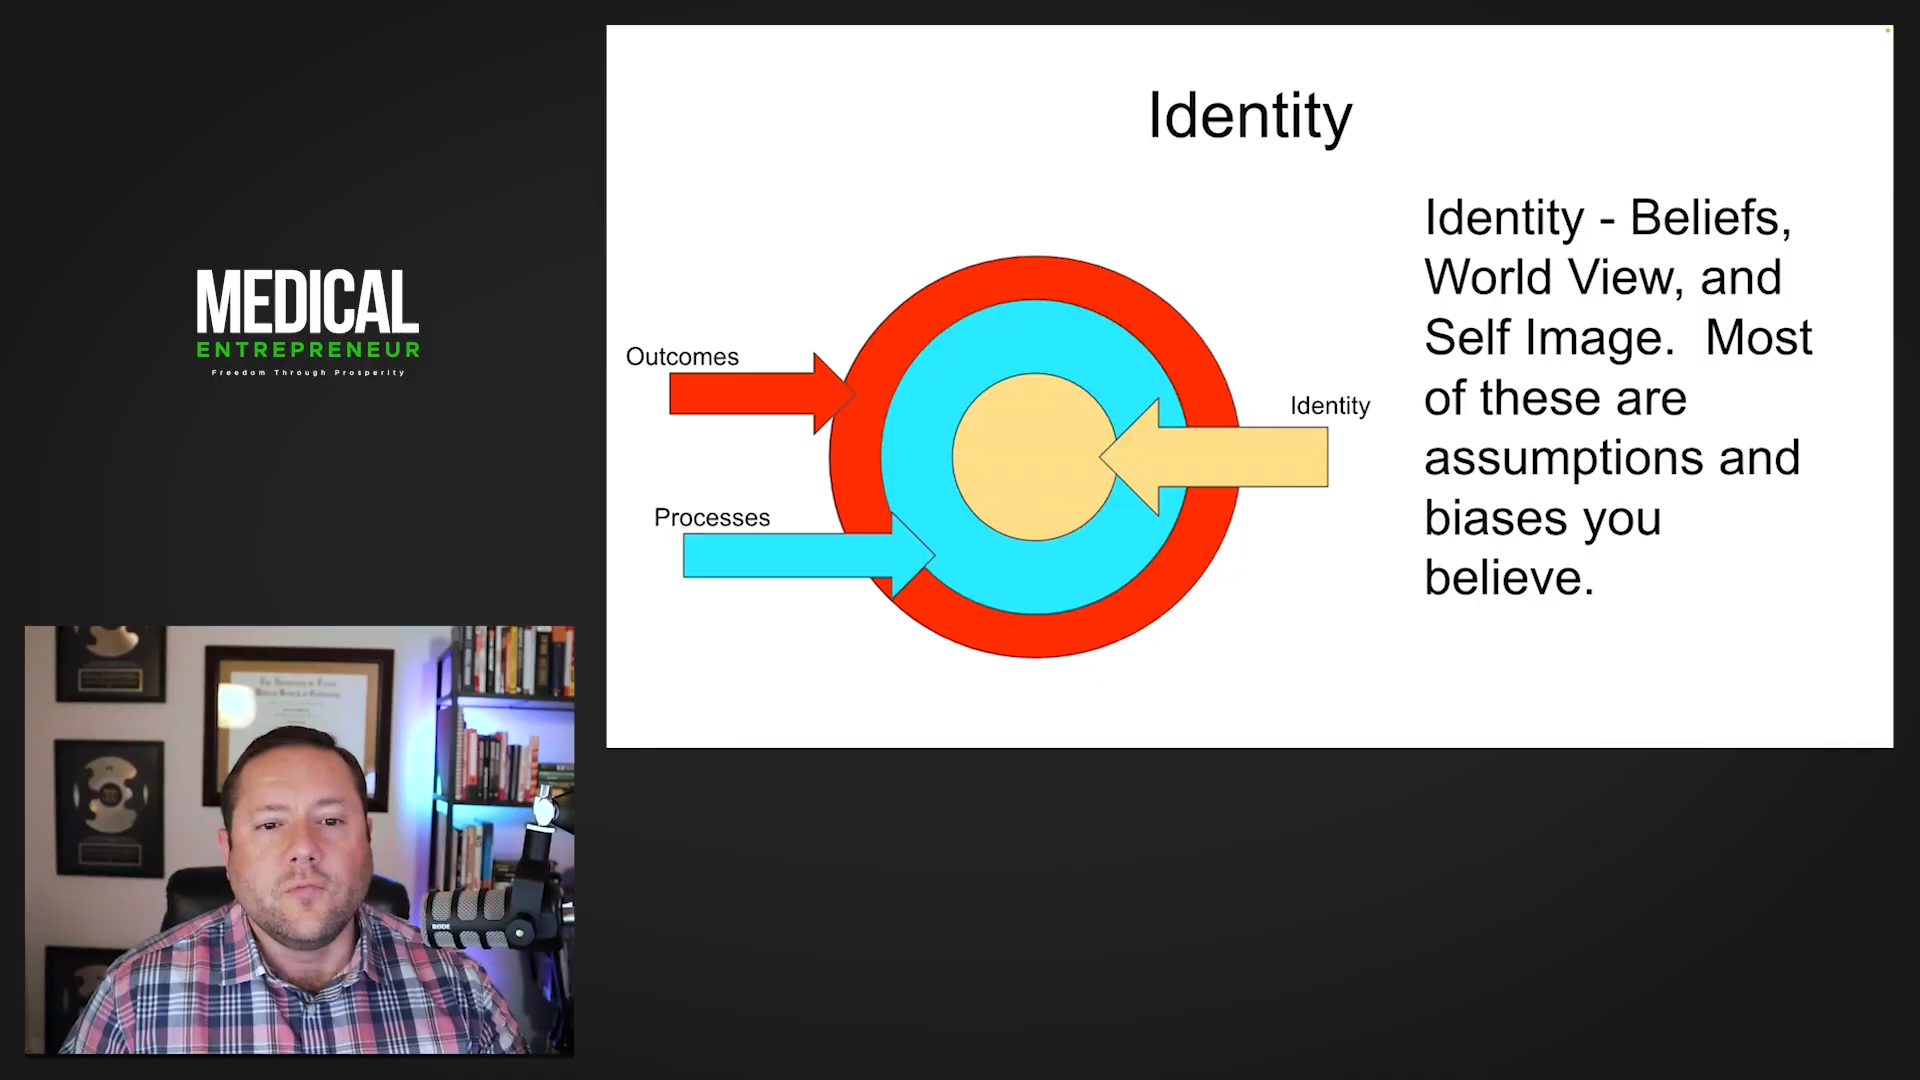 Identity
Identity - Beliefs,
World View, and
Self Image. Most
of these are
assumptions and
biases you
believe.
Outcomes
Processes
Identity
MEDICAL
ENTREPRENEUR
Freedom Through Prosperity
RODE